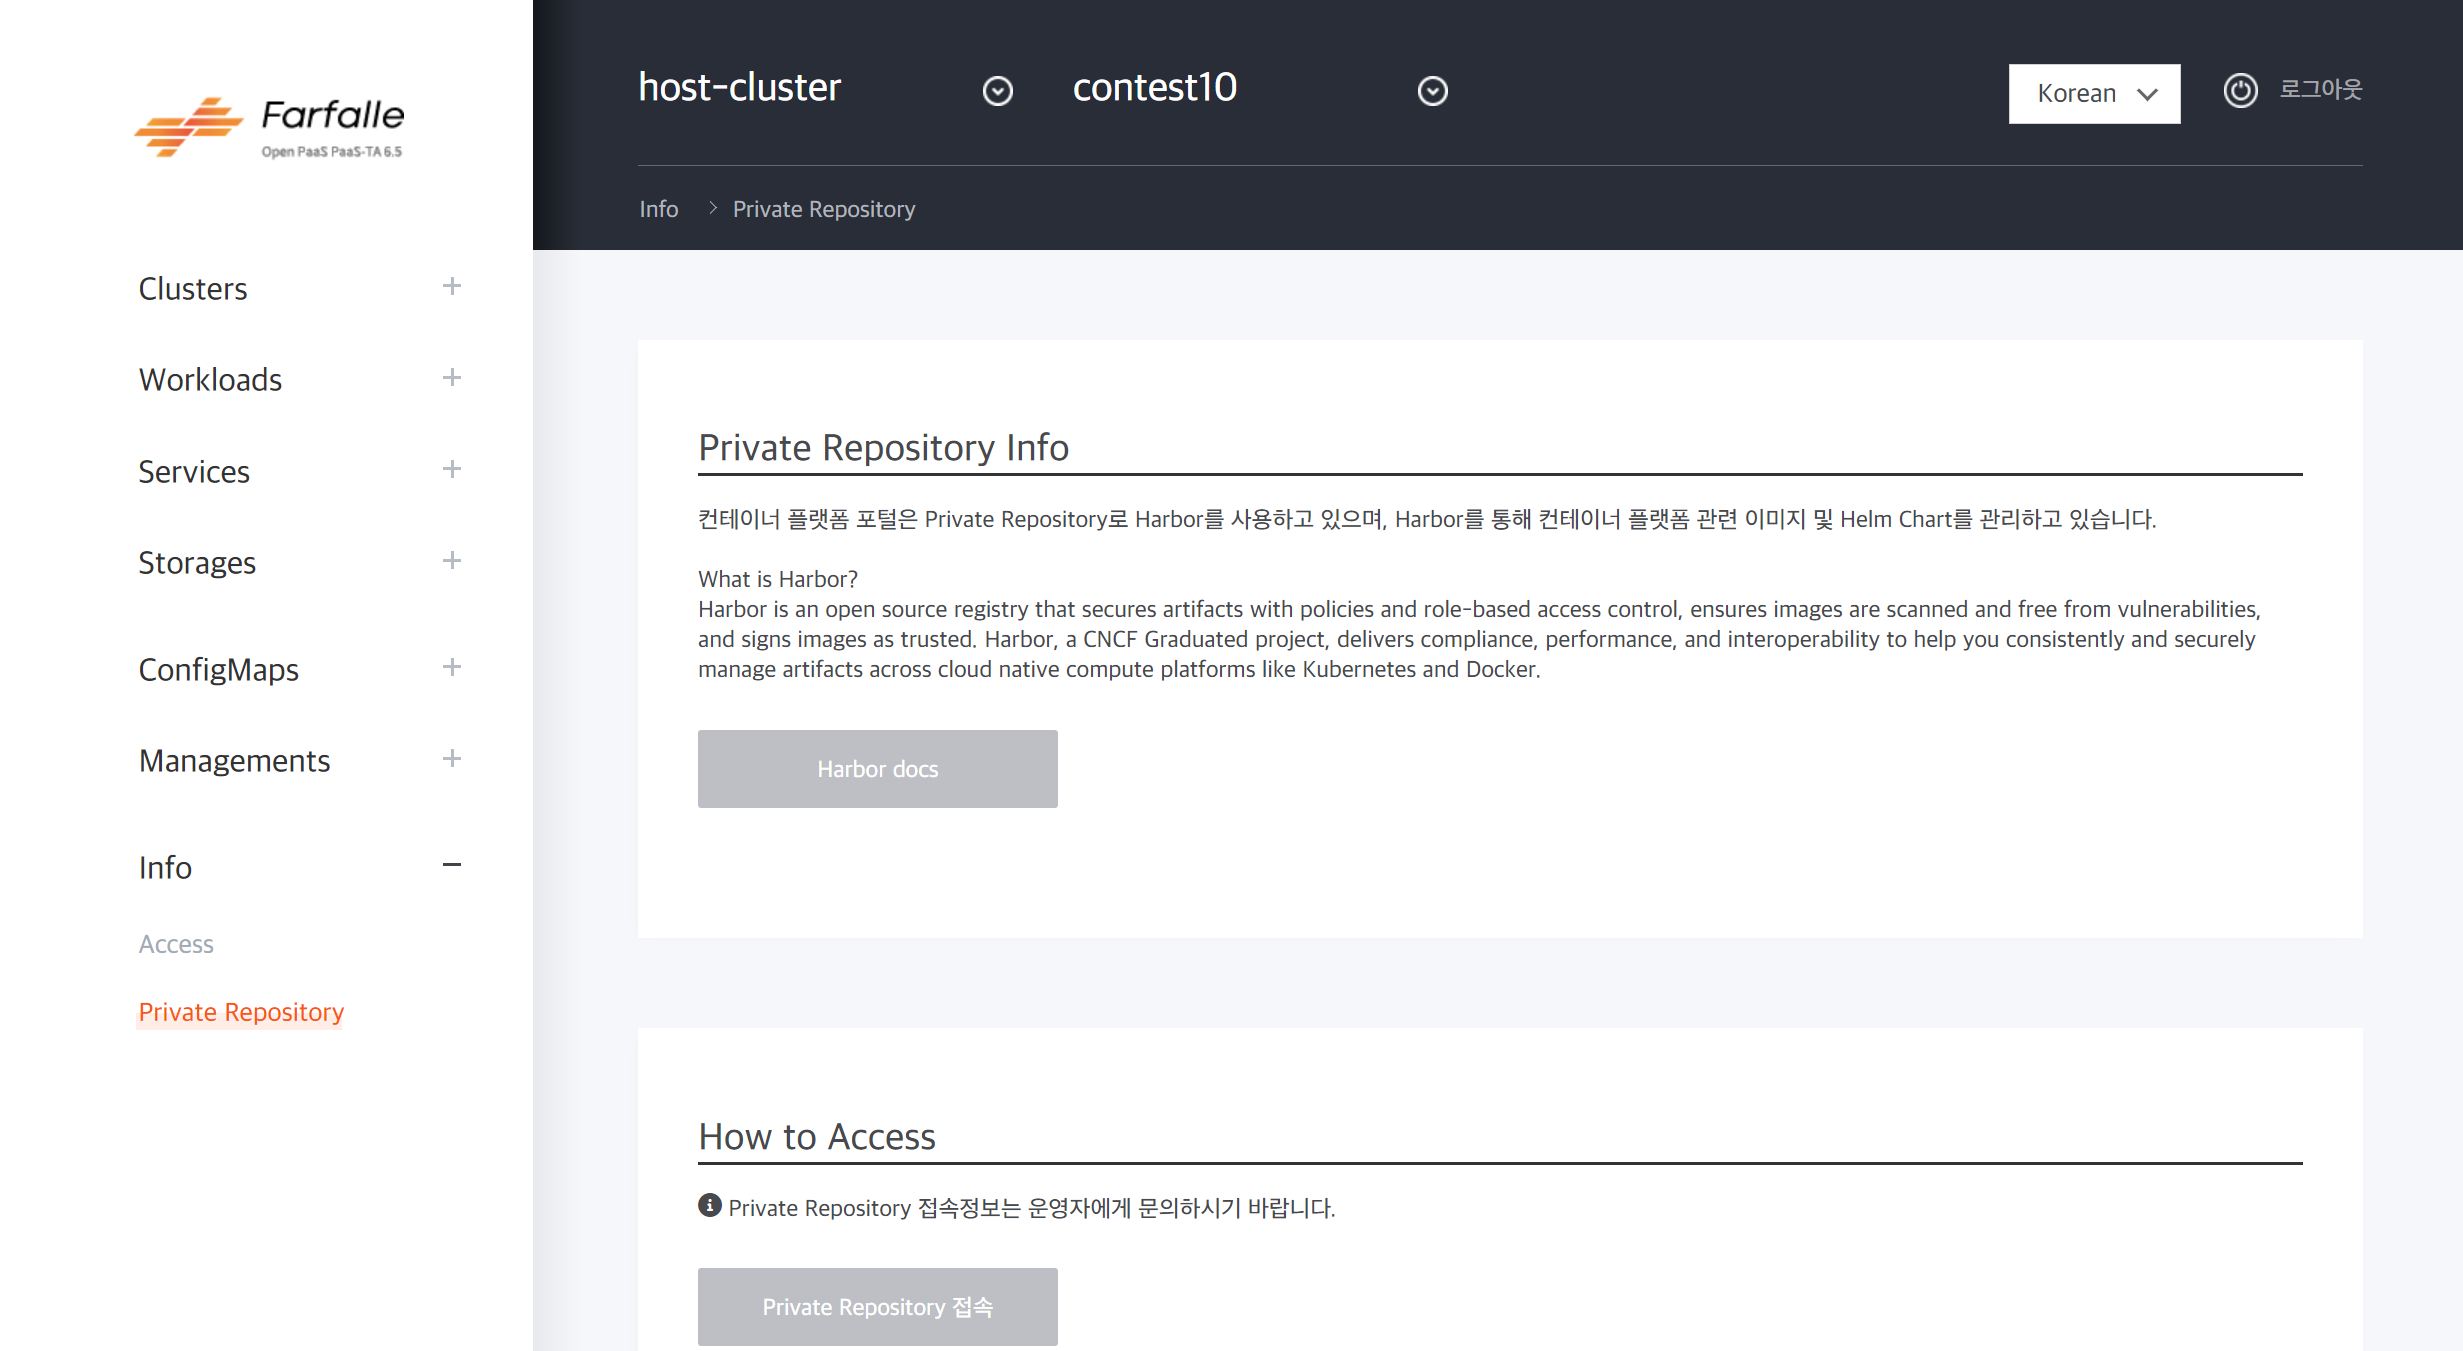 Farfalle
Open PaaS PaaS-TA 6.5
Clusters
Workloads
Services
Storages
ConfigMaps
Managements
Info
Access
Private Repository
host-cluster
contest10
Korean
로그아웃
Info
Private Repository
Private Repository Info
컨테이너 플랫폼 포털은 Private Repository로 Harbor를 사용하고 있으며, Harbor를 통해 컨테이너 플랫폼 관련 이미지 및 Helm Chart를 관리하고 있습니다.
What is Harbor?
Harbor is an open source registry that secures artifacts with policies and role-based access control, ensures images are scanned and free from vulnerabilities,
and signs images as trusted. Harbor, a CNCF Graduated project, delivers compliance, performance, and interoperability to help you consistently and securely
manage artifacts across cloud native compute platforms like Kubernetes and Docker.
Harbor docs
How to Access
Private Repository 접속정보는 운영자에게 문의하시기 바랍니다.
Private Repository 접속